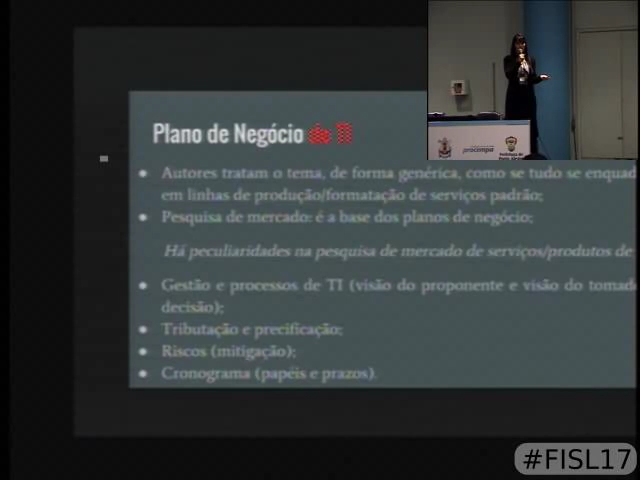 Plano de Negócio de TI
• Autores tratam o tema, de forma genérica, como se tudo se enquad
em linhas de produção/formatação de serviços padrão;
• Pesquisa de mercado: é a base dos planos de negócio;
Há peculiaridades na pesquisa de mercado de serviços/produtos de
• Gestão e processos de TI (visão do proponente e visão do tomad
decisão);
• Tributação e precificação;
• Riscos (mitigação);
• Cronograma (papéis e prazos).
procempa
#FISL17